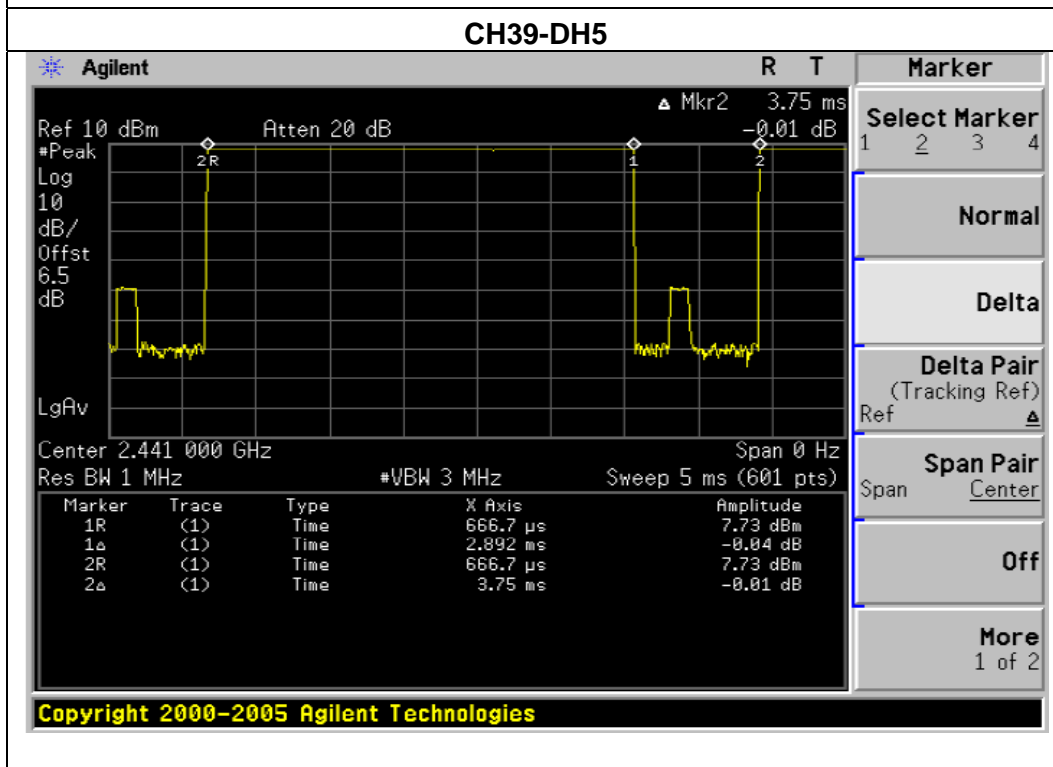 CH39-DH5
Agilent R T
Marker
▵ Mkr2 3.75 ms
Ref 10 dBm Atten 20 dB -0.01 dB
#Peak
Log
10
dB/
Offst
6.5
dB
LgAv
2R
1
2
Center 2.441 000 GHz Span 0 Hz
Res BW 1 MHz #VBW 3 MHz Sweep 5 ms (601 pts)
Marker Trace Type X Axis Amplitude
1R (1) Time 666.7 µs 7.73 dBm
1▵ (1) Time 2.892 ms -0.04 dB
2R (1) Time 666.7 µs 7.73 dBm
2▵ (1) Time 3.75 ms -0.01 dB
Select Marker
1 2 3 4
Normal
Delta
Delta Pair
(Tracking Ref)
Ref ▵
Span Pair
Span Center
Off
More
1 of 2
Copyright 2000-2005 Agilent Technologies